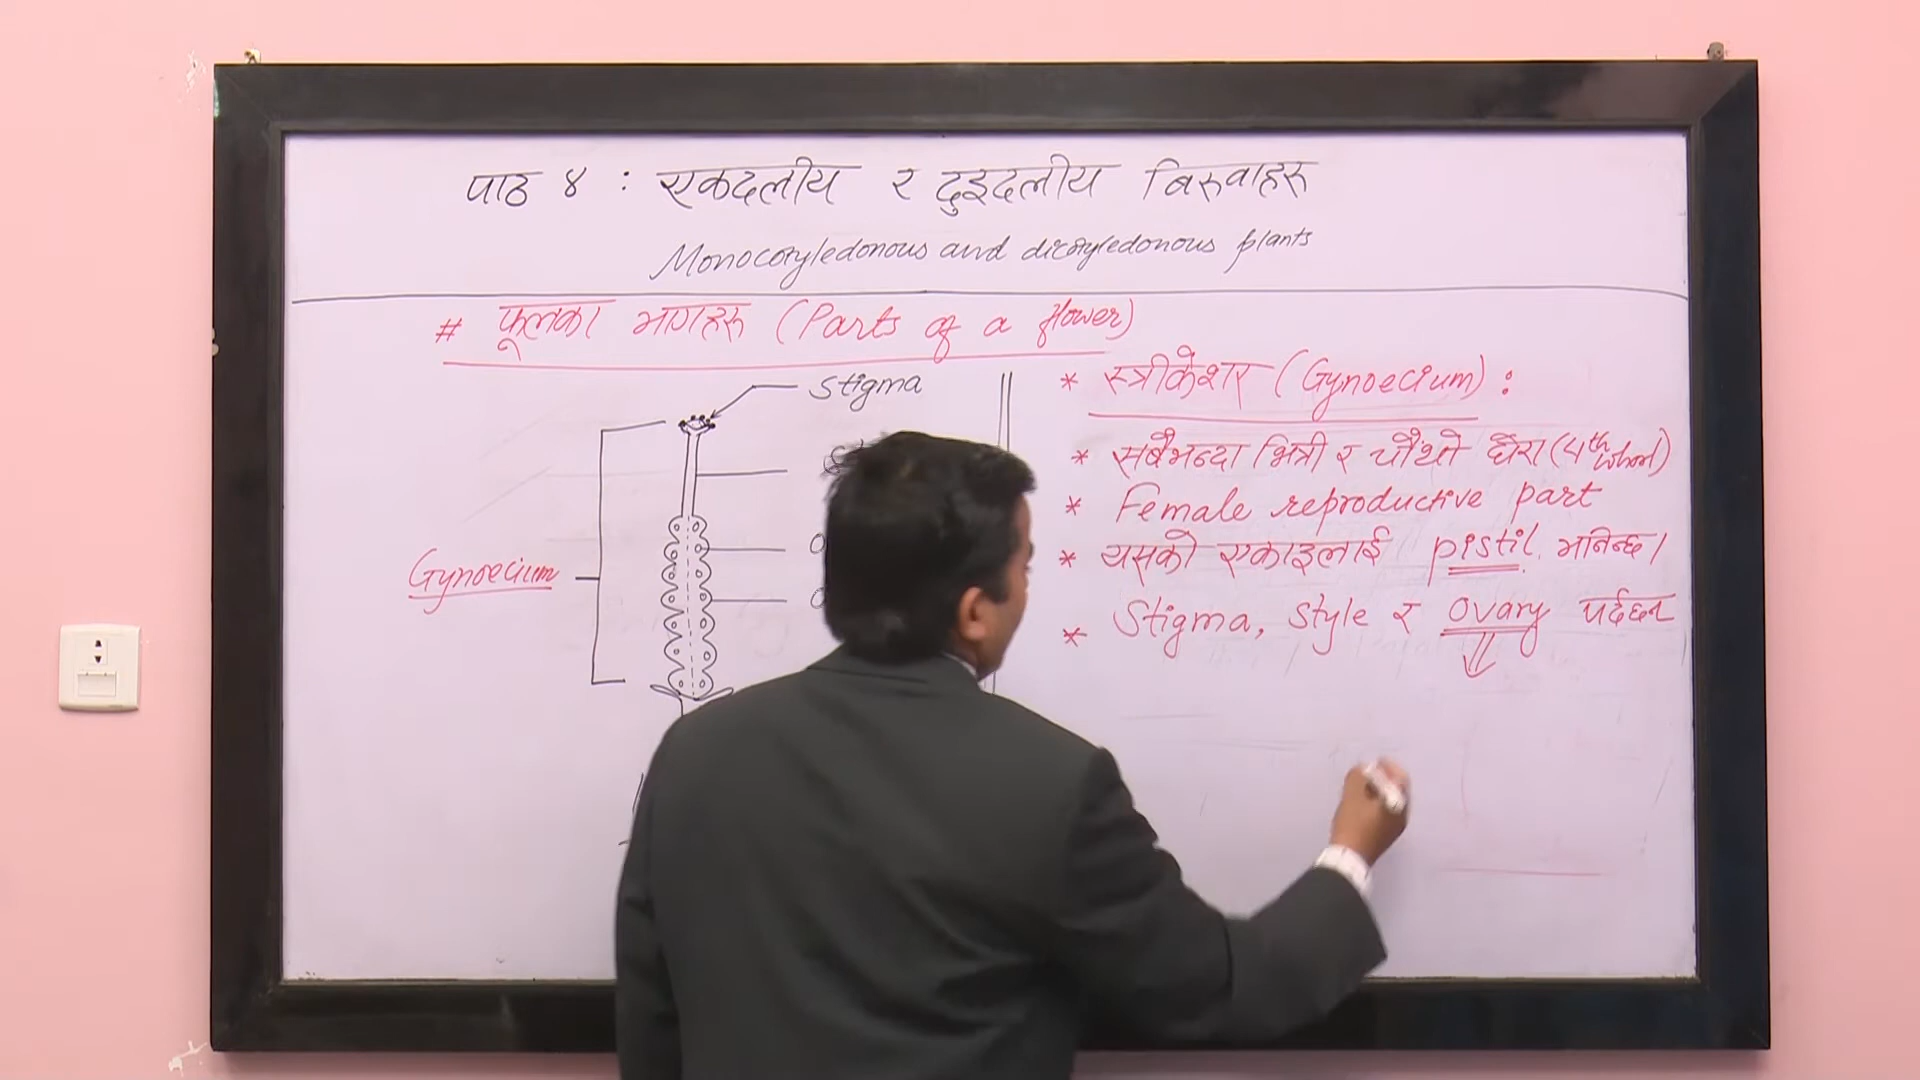 पाठ ४ : एकदलीय र दुइदलीय बिरुवाहरु
Monocotyledonous and dicotyledonous plants
# फूलका भागहरु (Parts of a flower)
Stigma
Gynoecium
* स्त्रीकेशर (Gynoecium) :
* सबैभन्दा भित्री र चौथो घेरा (4th whorl)
* Female reproductive part
* यसको एकाइलाई pistil भनिन्छ।
* Stigma, style र ovary पर्दछन